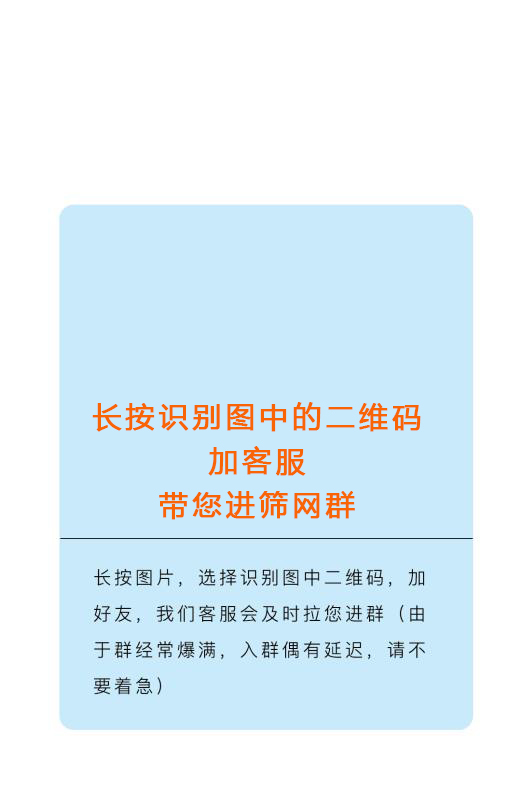 长按识别图中的二维码
加客服
带您进筛网群
长按图片，选择识别图中二维码，加
好友，我们客服会及时拉您进群（由
于群经常爆满，入群偶有延迟，请不
要着急）